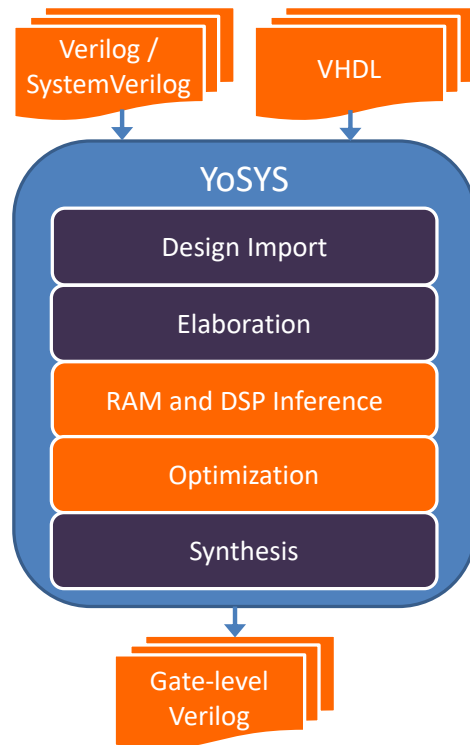 Verilog /
SystemVerilog
VHDL
YoSYS
Design Import
Elaboration
RAM and DSP Inference
Optimization
Synthesis
Gate-level
Verilog